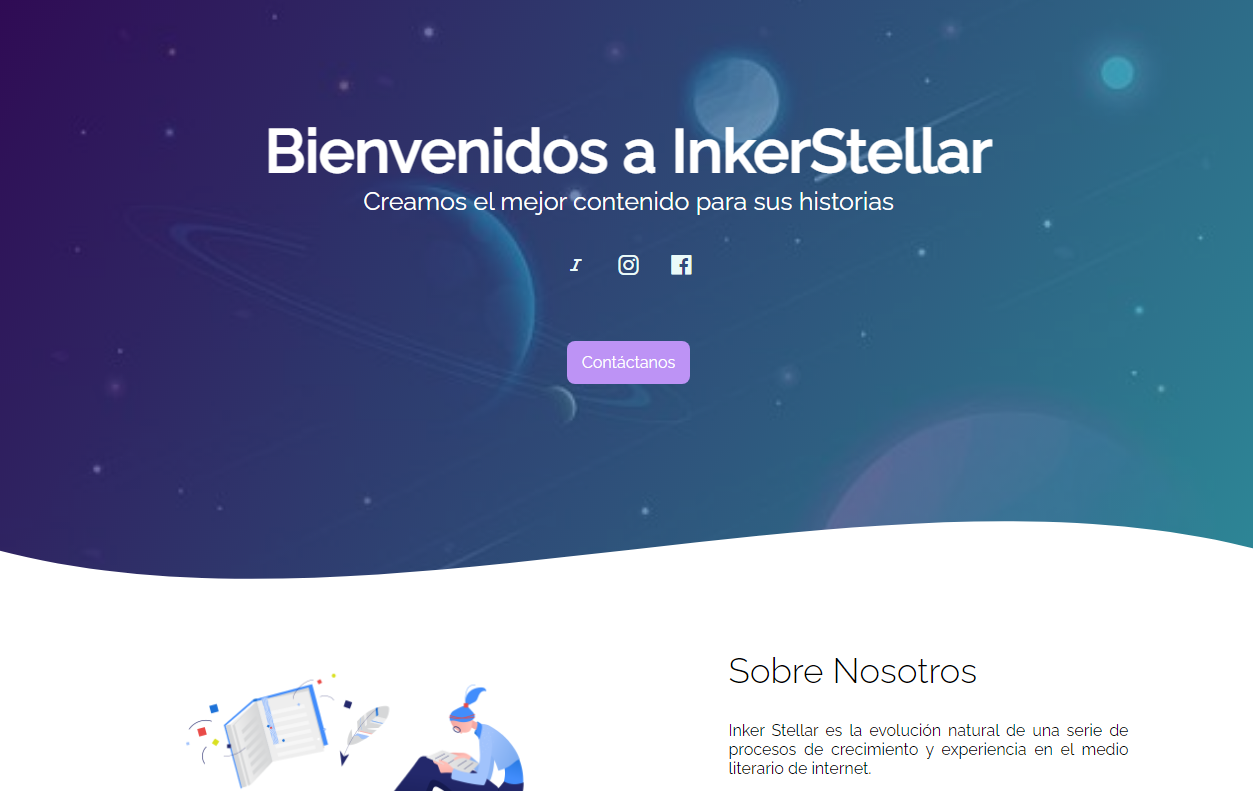 Bienvenidos a InkerStellar
Creamos el mejor contenido para sus historias
Contáctanos
Sobre Nosotros
Inker Stellar es la evolución natural de una serie de
procesos de crecimiento y experiencia en el medio
literario de internet.